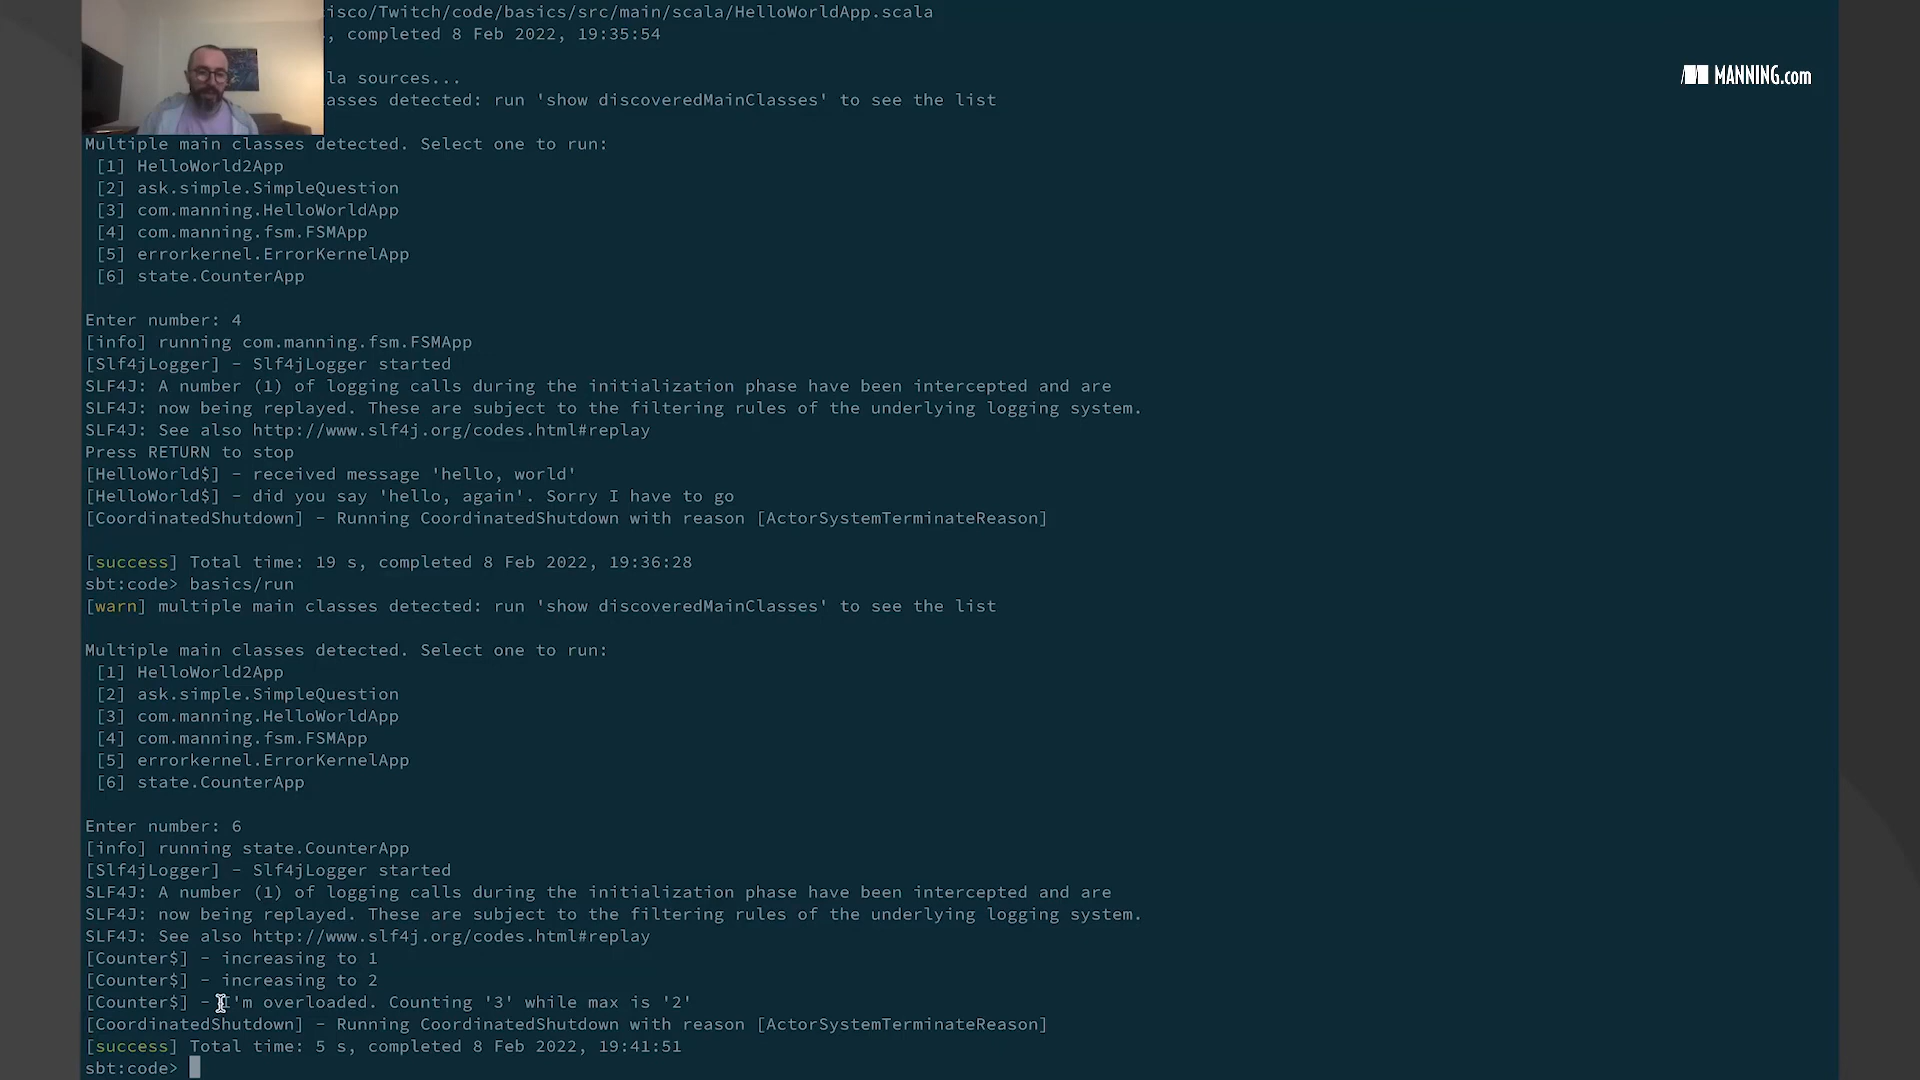 isco/Twitch/code/basics/src/main/scala/HelloWorldApp.scala
, completed 8 Feb 2022, 19:35:54
la sources...
asses detected: run 'show discoveredMainClasses' to see the list
MANNING.com
Multiple main classes detected. Select one to run:
[1] HelloWorld2App
[2] ask.simple.SimpleQuestion
[3] com.manning.HelloWorldApp
[4] com.manning.fsm.FSMApp
[5] errorkernel.ErrorKernelApp
[6] state.CounterApp
Enter number: 4
[info] running com.manning.fsm.FSMApp
[Slf4jLogger] - Slf4jLogger started
SLF4J: A number (1) of logging calls during the initialization phase have been intercepted and are
SLF4J: now being replayed. These are subject to the filtering rules of the underlying logging system.
SLF4J: See also http://www.slf4j.org/codes.html#replay
Press RETURN to stop
[HelloWorld$] - received message 'hello, world'
[HelloWorld$] - did you say 'hello, again'. Sorry I have to go
[CoordinatedShutdown] - Running CoordinatedShutdown with reason [ActorSystemTerminateReason]
[success] Total time: 19 s, completed 8 Feb 2022, 19:36:28
sbt:code> basics/run
[warn] multiple main classes detected: run 'show discoveredMainClasses' to see the list
Multiple main classes detected. Select one to run:
[1] HelloWorld2App
[2] ask.simple.SimpleQuestion
[3] com.manning.HelloWorldApp
[4] com.manning.fsm.FSMApp
[5] errorkernel.ErrorKernelApp
[6] state.CounterApp
Enter number: 6
[info] running state.CounterApp
[Slf4jLogger] - Slf4jLogger started
SLF4J: A number (1) of logging calls during the initialization phase have been intercepted and are
SLF4J: now being replayed. These are subject to the filtering rules of the underlying logging system.
SLF4J: See also http://www.slf4j.org/codes.html#replay
[Counter$] - increasing to 1
[Counter$] - increasing to 2
[Counter$] - I'm overloaded. Counting '3' while max is '2'
[CoordinatedShutdown] - Running CoordinatedShutdown with reason [ActorSystemTerminateReason]
[success] Total time: 5 s, completed 8 Feb 2022, 19:41:51
sbt:code>